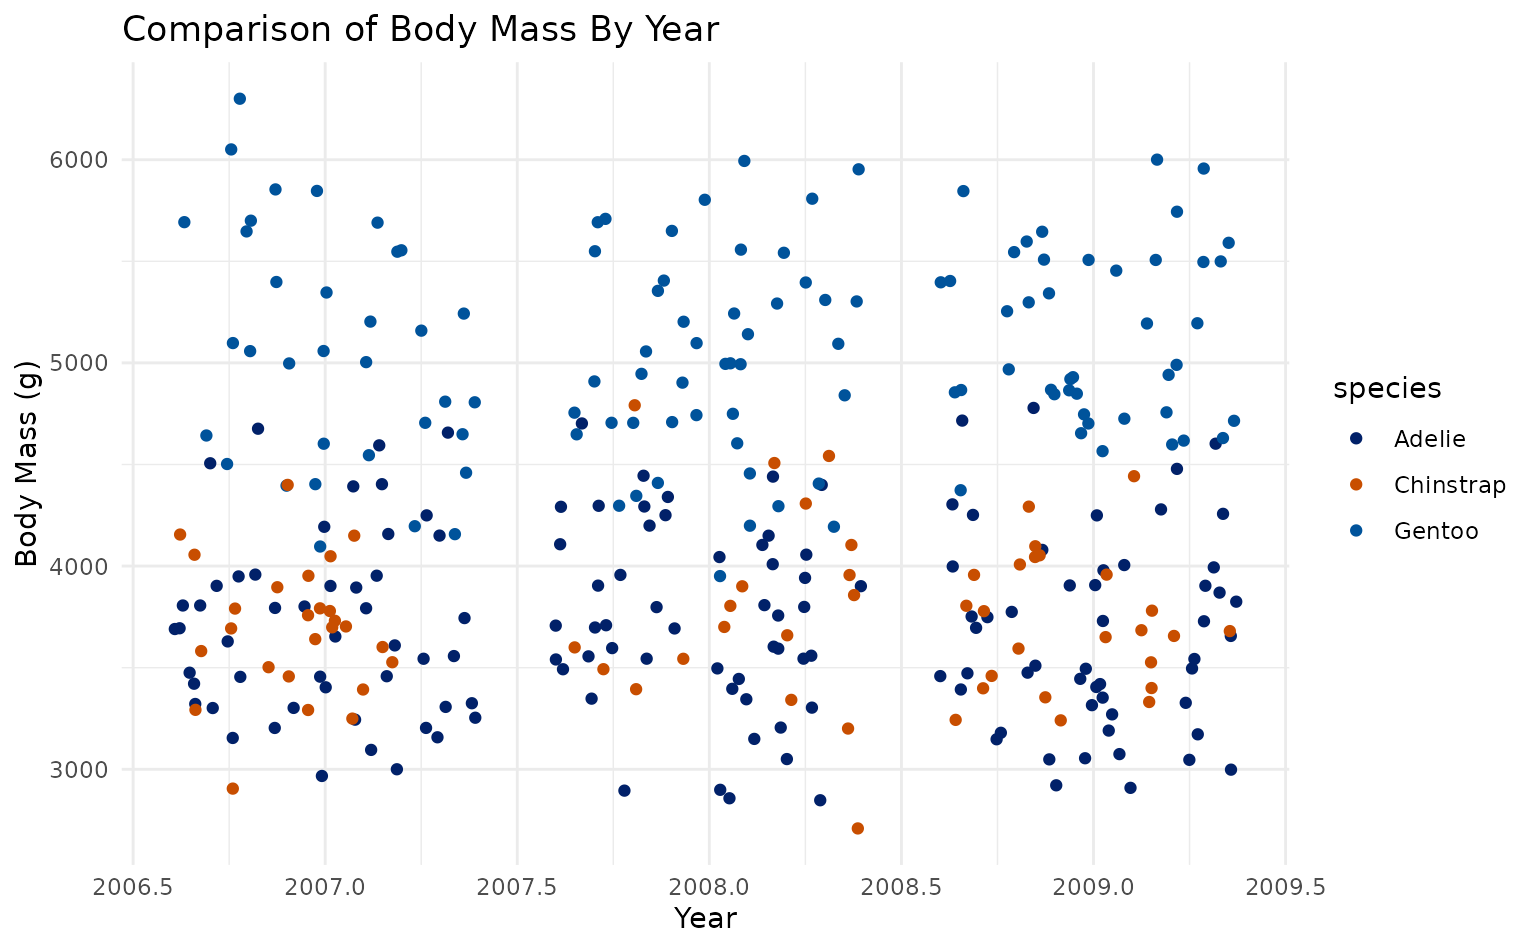 Comparison of Body Mass By Year
6000
5000
4000
3000
Body Mass (g)
2006.5
2007.0
2007.5
2008.0
2008.5
2009.0
2009.5
Year
species
Adelie
Chinstrap
Gentoo